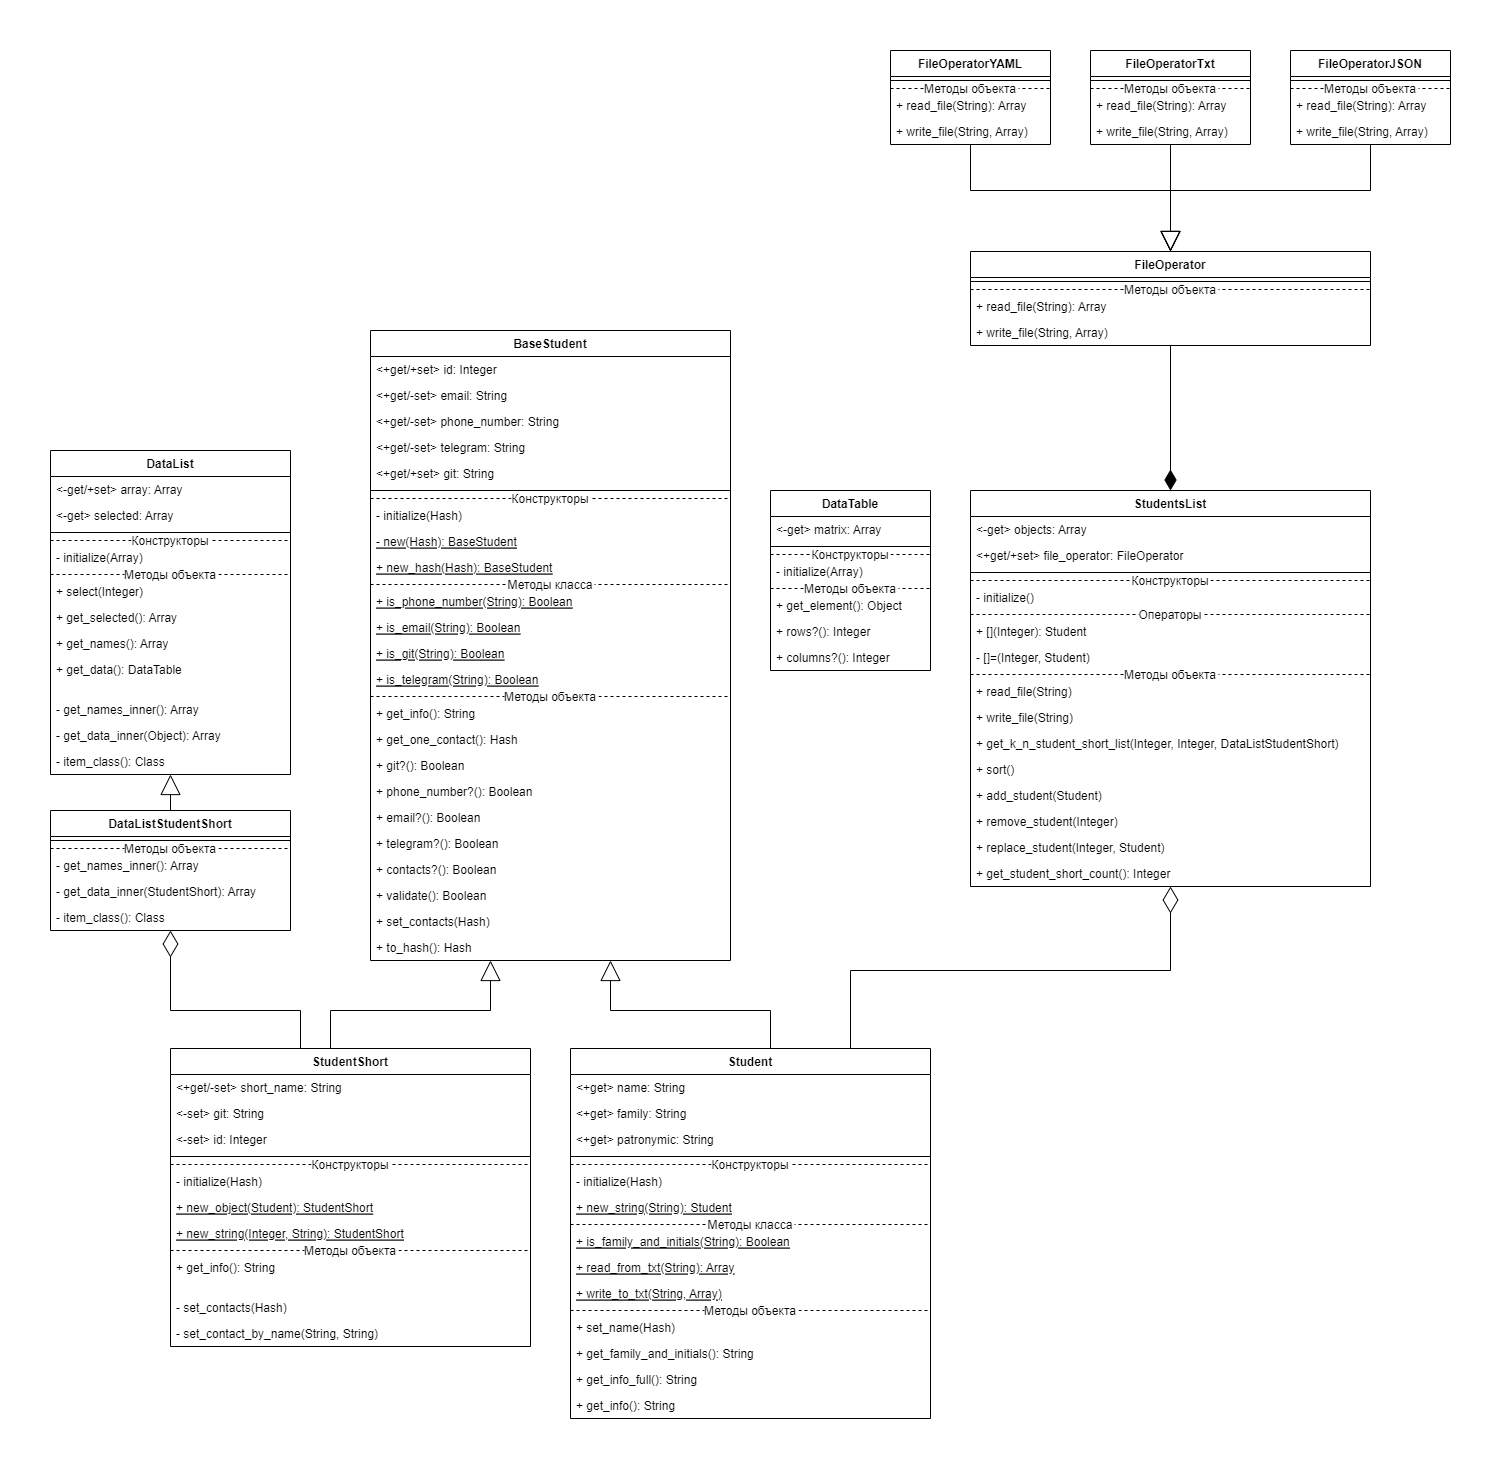 FileOperatorYAML
Методы объекта
+ read_file(String): Array
+ write_file(String, Array)
FileOperatorTxt
Методы объекта
+ read_file(String): Array
+ write_file(String, Array)
FileOperatorJSON
Методы объекта
+ read_file(String): Array
+ write_file(String, Array)
FileOperator
Методы объекта
+ read_file(String): Array
+ write_file(String, Array)
BaseStudent
<+get/+set> id: Integer
<+get/-set> email: String
<+get/-set> phone_number: String
<+get/-set> telegram: String
<+get/+set> git: String
Конструкторы
- initialize(Hash)
- new(Hash): BaseStudent
+ new_hash(Hash): BaseStudent
Методы класса
+ is_phone_number(String): Boolean
+ is_email(String): Boolean
+ is_git(String): Boolean
+ is_telegram(String): Boolean
Методы объекта
+ get_info(): String
+ get_one_contact(): Hash
+ git?(): Boolean
+ phone_number?(): Boolean
+ email?(): Boolean
+ telegram?(): Boolean
+ contacts?(): Boolean
+ validate(): Boolean
+ set_contacts(Hash)
+ to_hash(): Hash
DataList
<-get/+set> array: Array
<-get> selected: Array
Конструкторы
- initialize(Array)
Методы объекта
+ select(Integer)
+ get_selected(): Array
+ get_names(): Array
+ get_data(): DataTable
- get_names_inner(): Array
- get_data_inner(Object): Array
- item_class(): Class
DataListStudentShort
Методы объекта
- get_names_inner(): Array
- get_data_inner(StudentShort): Array
- item_class(): Class
DataTable
<-get> matrix: Array
Конструкторы
- initialize(Array)
Методы объекта
+ get_element(): Object
+ rows?(): Integer
+ columns?(): Integer
StudentsList
<-get> objects: Array
<+get/+set> file_operator: FileOperator
Конструкторы
- initialize()
Операторы
+ [](Integer): Student
- []=(Integer, Student)
Методы объекта
+ read_file(String)
+ write_file(String)
+ get_k_n_student_short_list(Integer, Integer, DataListStudentShort)
+ sort()
+ add_student(Student)
+ remove_student(Integer)
+ replace_student(Integer, Student)
+ get_student_short_count(): Integer
StudentShort
<+get/-set> short_name: String
<-set> git: String
<-set> id: Integer
Конструкторы
- initialize(Hash)
+ new_object(Student): StudentShort
+ new_string(Integer, String): StudentShort
Методы объекта
+ get_info(): String
- set_contacts(Hash)
- set_contact_by_name(String, String)
Student
<+get> name: String
<+get> family: String
<+get> patronymic: String
Конструкторы
- initialize(Hash)
+ new_string(String): Student
Методы класса
+ is_family_and_initials(String): Boolean
+ read_from_txt(String): Array
+ write_to_txt(String, Array)
Методы объекта
+ set_name(Hash)
+ get_family_and_initials(): String
+ get_info_full(): String
+ get_info(): String